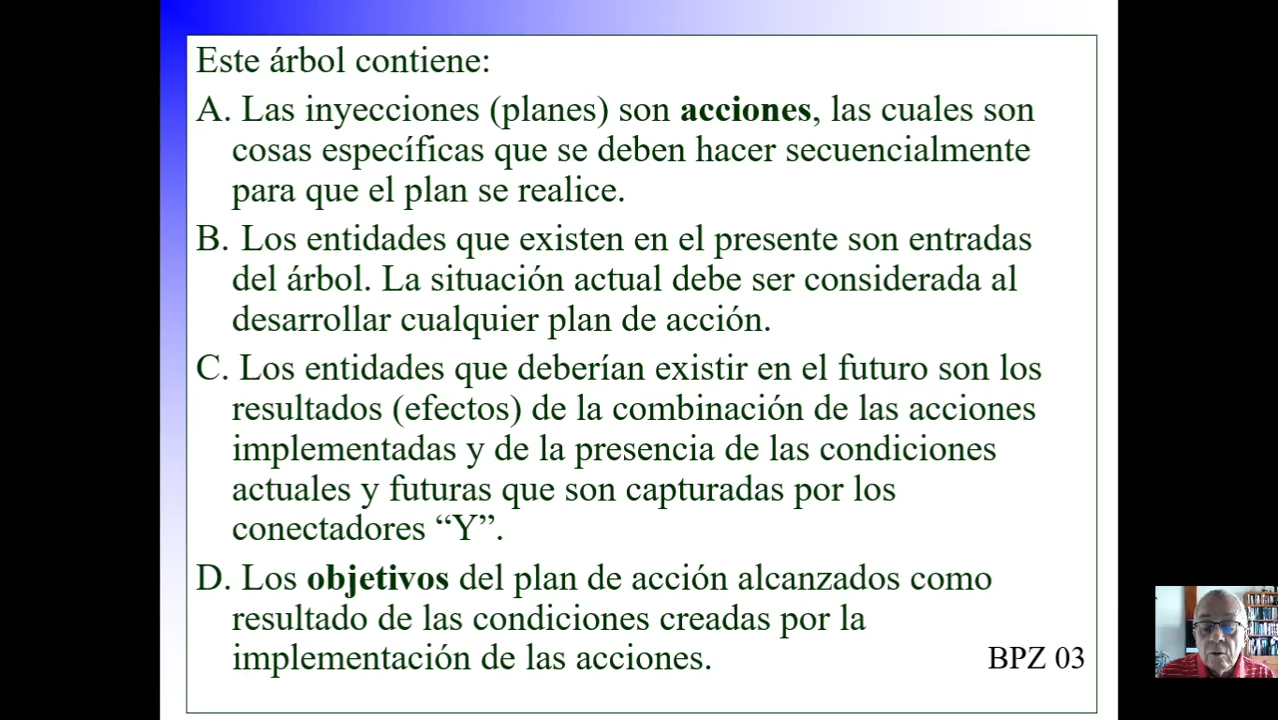 Este árbol contiene:
A. Las inyecciones (planes) son acciones, las cuales son
cosas específicas que se deben hacer secuencialmente
para que el plan se realice.
B. Los entidades que existen en el presente son entradas
del árbol. La situación actual debe ser considerada al
desarrollar cualquier plan de acción.
C. Los entidades que deberían existir en el futuro son los
resultados (efectos) de la combinación de las acciones
implementadas y de la presencia de las condiciones
actuales y futuras que son capturadas por los
conectadores “Y”.
D. Los objetivos del plan de acción alcanzados como
resultado de las condiciones creadas por la
implementación de las acciones.
BPZ 03